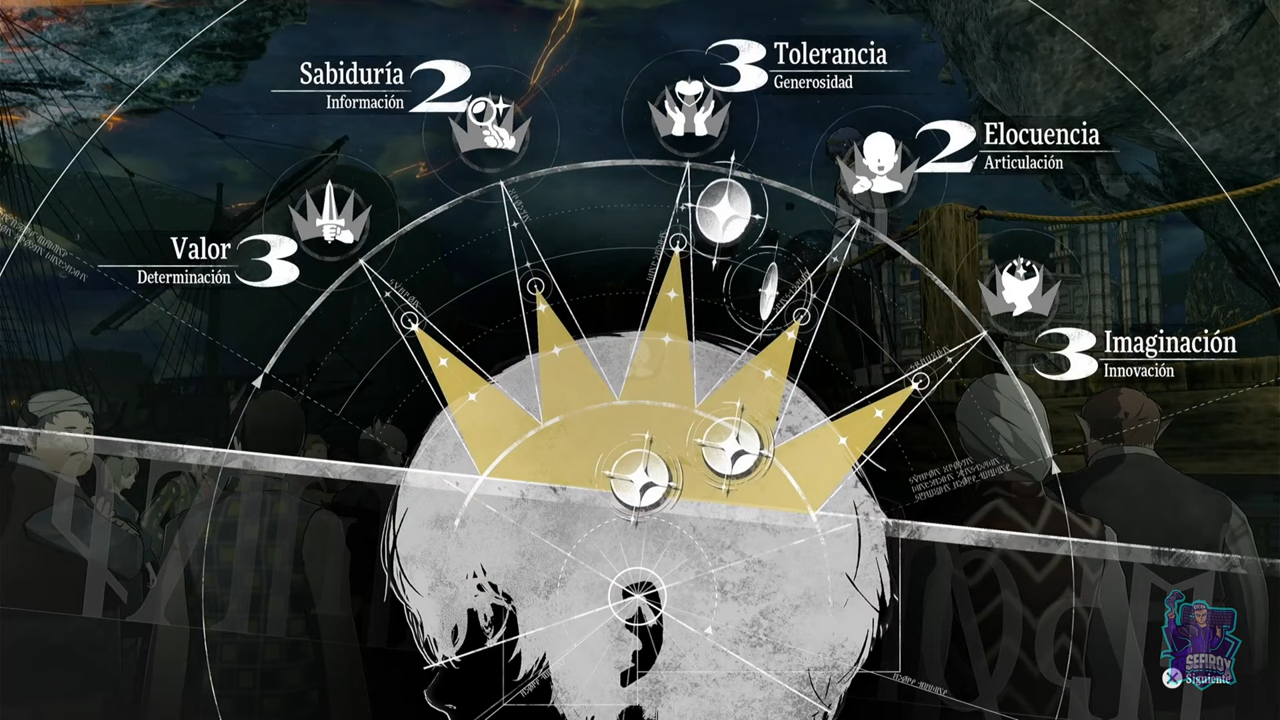 Sabiduría 2
Información
3 Tolerancia
Generosidad
2 Elocuencia
Articulación
Valor 3
Determinación
3 Imaginación
Innovación
SEFIROY
Siguiente